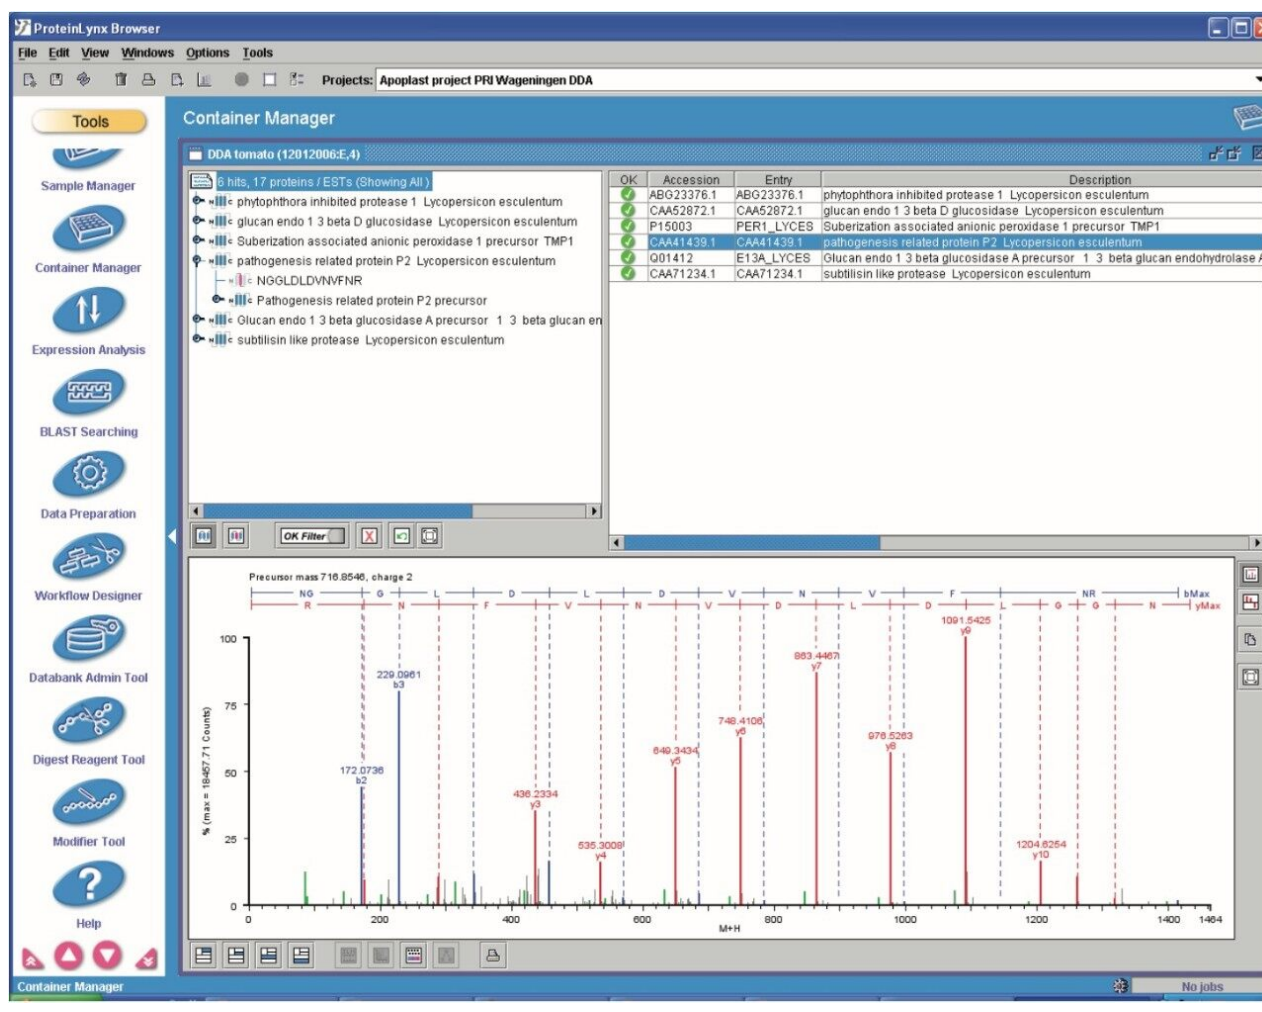 ProteinLynx Browser
File Edit View Windows Options Tools
Projects: Apoplast project PRI Wageningen DDA
Tools
Sample Manager
Container Manager
Expression Analysis
BLAST Searching
Data Preparation
Workflow Designer
Databank Admin Tool
Digest Reagent Tool
Modifier Tool
Help
Container Manager
DDA tomato (12012006:E,4)
6 hits, 17 proteins / ESTs (Showing All )
phytophthora inhibited protease 1 Lycopersicon esculentum
glucan endo 1 3 beta D glucosidase Lycopersicon esculentum
Suberization associated anionic peroxidase 1 precursor TMP1
pathogenesis related protein P2 Lycopersicon esculentum
NGGLDLDVNVFNR
Pathogenesis related protein P2 precursor
Glucan endo 1 3 beta glucosidase A precursor 1 3 beta glucan en
subtilisin like protease Lycopersicon esculentum
OK Filter
OK Accession Entry Description
ABG23376.1 ABG23376.1 phytophthora inhibited protease 1 Lycopersicon esculentum
CAA52872.1 CAA52872.1 glucan endo 1 3 beta D glucosidase Lycopersicon esculentum
P15003 PER1_LYCES Suberization associated anionic peroxidase 1 precursor TMP1
CAA41439.1 CAA41439.1 pathogenesis related protein P2 Lycopersicon esculentum
Q01412 E13A_LYCES Glucan endo 1 3 beta glucosidase A precursor 1 3 beta glucan endohydrolase
CAA71234.1 CAA71234.1 subtilisin like protease Lycopersicon esculentum
Precursor mass 716.8546, charge 2
NG G L D L D V N V F NR bMax
R N F V N V D L D L G G N yMax
1091.5425
y9
863.4467
y7
229.0961
b3
748.4106
y6
976.5263
y8
649.3434
y5
172.0736
b2
436.2334
y3
535.3009
y4
1204.6254
y10
% (max = 18457.71 Counts)
100
75
50
25
0
0 200 400 600 800 1000 1200 1400 1464
M+H
Container Manager
No jobs